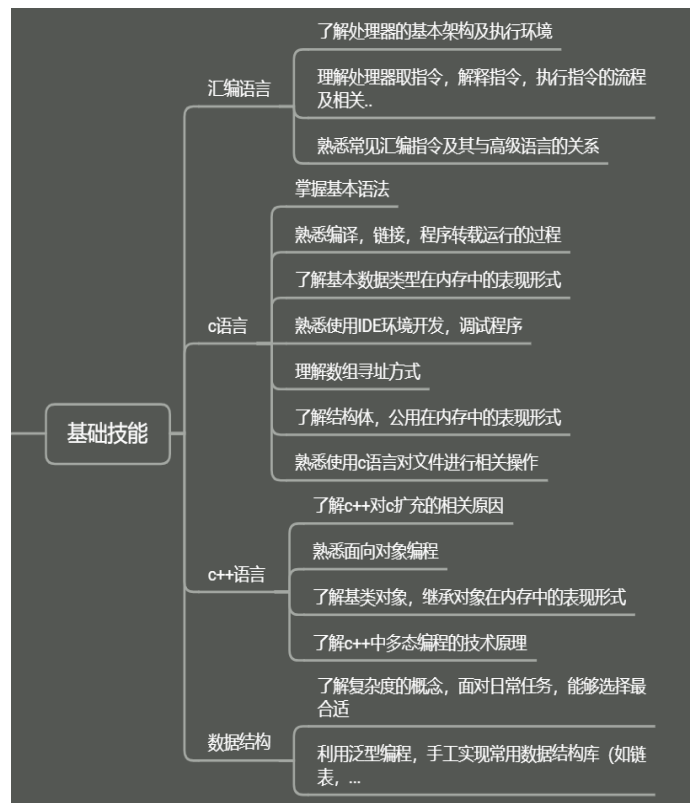 了解处理器的基本架构及执行环境
理解处理器取指令，解释指令，执行指令的流程
及相关..
汇编语言
熟悉常见汇编指令及其与高级语言的关系
掌握基本语法
熟悉编译，链接，程序转载运行的过程
了解基本数据类型在内存中的表现形式
c语言
熟悉使用IDE环境开发，调试程序
理解数组寻址方式
了解结构体，公用在内存中的表现形式
基础技能
熟悉使用c语言对文件进行相关操作
了解c++对c扩充的相关原因
熟悉面向对象编程
c++语言
了解基类对象，继承对象在内存中的表现形式
了解c++中多态编程的技术原理
了解复杂度的概念，面对日常任务，能够选择最
合适
数据结构
利用泛型编程，手工实现常用数据结构库（如链
表，...